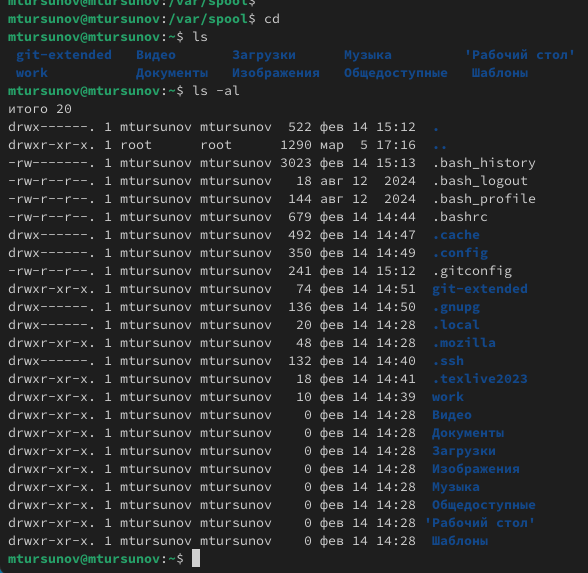 mtursunov@mtursunov:/var/spool$
mtursunov@mtursunov:/var/spool$ cd
mtursunov@mtursunov:~$ ls
git-extended Видео Загрузки Музыка 'Рабочий стол'
work Документы Изображения Общедоступные Шаблоны
mtursunov@mtursunov:~$ ls -al
итого 20
drwx------. 1 mtursunov mtursunov 522 фев 14 15:12 .
drwxr-xr-x. 1 root root 1290 мар 5 17:16 ..
-rw-------. 1 mtursunov mtursunov 3023 фев 14 15:13 .bash_history
-rw-r--r--. 1 mtursunov mtursunov 18 авг 12 2024 .bash_logout
-rw-r--r--. 1 mtursunov mtursunov 144 авг 12 2024 .bash_profile
-rw-r--r--. 1 mtursunov mtursunov 679 фев 14 14:44 .bashrc
drwx------. 1 mtursunov mtursunov 492 фев 14 14:47 .cache
drwx------. 1 mtursunov mtursunov 350 фев 14 14:49 .config
-rw-r--r--. 1 mtursunov mtursunov 241 фев 14 15:12 .gitconfig
drwxr-xr-x. 1 mtursunov mtursunov 74 фев 14 14:51 git-extended
drwx------. 1 mtursunov mtursunov 136 фев 14 14:50 .gnupg
drwx------. 1 mtursunov mtursunov 20 фев 14 14:28 .local
drwxr-xr-x. 1 mtursunov mtursunov 48 фев 14 14:28 .mozilla
drwx------. 1 mtursunov mtursunov 132 фев 14 14:40 .ssh
drwxr-xr-x. 1 mtursunov mtursunov 18 фев 14 14:41 .texlive2023
drwxr-xr-x. 1 mtursunov mtursunov 10 фев 14 14:39 work
drwxr-xr-x. 1 mtursunov mtursunov 0 фев 14 14:28 Видео
drwxr-xr-x. 1 mtursunov mtursunov 0 фев 14 14:28 Документы
drwxr-xr-x. 1 mtursunov mtursunov 0 фев 14 14:28 Загрузки
drwxr-xr-x. 1 mtursunov mtursunov 0 фев 14 14:28 Изображения
drwxr-xr-x. 1 mtursunov mtursunov 0 фев 14 14:28 Музыка
drwxr-xr-x. 1 mtursunov mtursunov 0 фев 14 14:28 Общедоступные
drwxr-xr-x. 1 mtursunov mtursunov 0 фев 14 14:28 'Рабочий стол'
drwxr-xr-x. 1 mtursunov mtursunov 0 фев 14 14:28 Шаблоны
mtursunov@mtursunov:~$